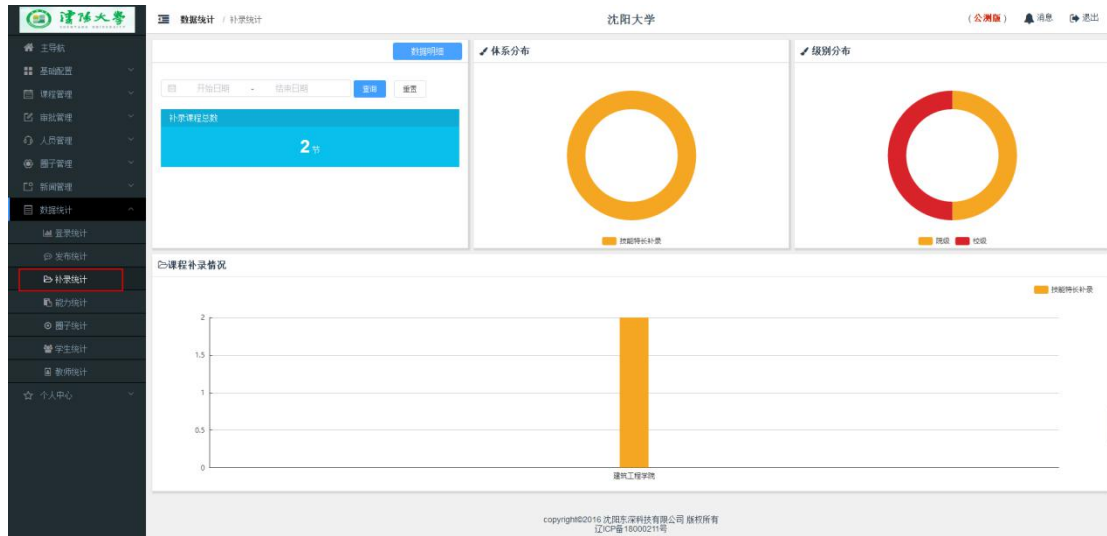 沈阳大学
数据统计 / 补录统计
沈阳大学
(公测版)
消息
退出
主导航
基础配置
课程管理
审批管理
人员管理
圈子管理
新闻管理
数据统计
登录统计
发布统计
补录统计
能力统计
圈子统计
学生统计
教师统计
个人中心
数据明细
开始日期 - 结束日期 查询 重置
补录课程总数
2 节
体系分布
技能特长补录
级别分布
院级 校级
课程补录情况
技能特长补录
2
1.5
1
0.5
0
建筑工程学院
copyright©2016 沈阳东深科技有限公司 版权所有
辽ICP备18000211号